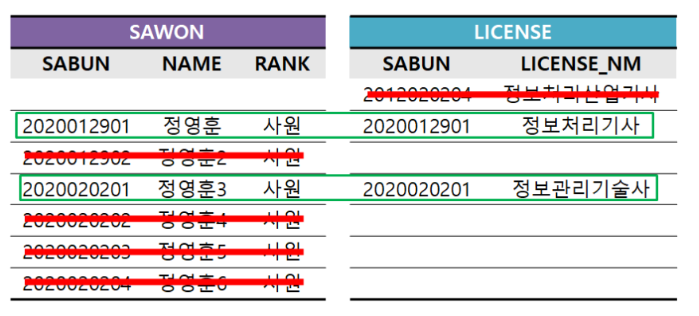 SAWON LICENSE
SABUN NAME RANK SABUN LICENSE_NM
2012020204 정보처리산업기사
2020012901 정영훈 사원 2020012901 정보처리기사
2020012902 정영훈2 사원
2020020201 정영훈3 사원 2020020201 정보관리기술사
2020020202 정영훈4 사원
2020020203 정영훈5 사원
2020020204 정영훈6 사원